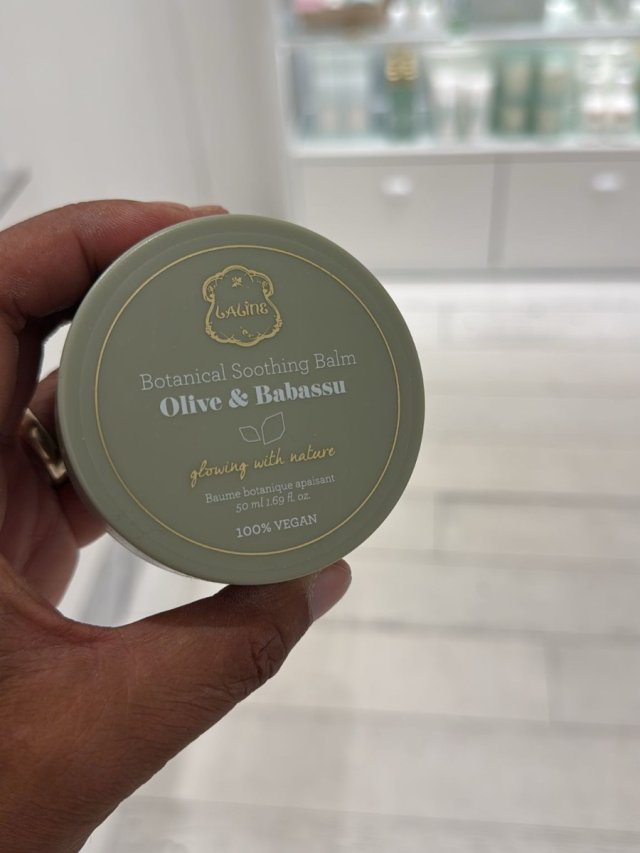 LALINE
Botanical Soothing Balm
Olive & Babassu
glowing with nature
Baume botanique apaisant
50 ml 1.69 fl. oz.
100% VEGAN